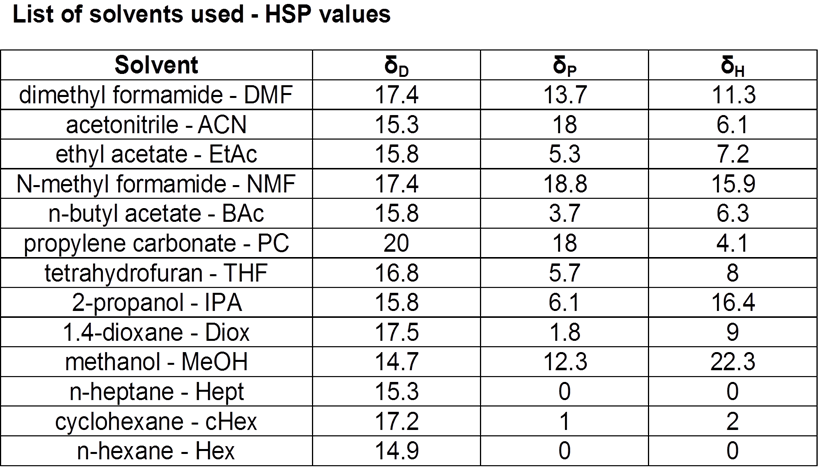 List of solvents used - HSP values
Solvent δD δP δH
dimethyl formamide - DMF 17.4 13.7 11.3
acetonitrile - ACN 15.3 18 6.1
ethyl acetate - EtAc 15.8 5.3 7.2
N-methyl formamide - NMF 17.4 18.8 15.9
n-butyl acetate - BAc 15.8 3.7 6.3
propylene carbonate - PC 20 18 4.1
tetrahydrofuran - THF 16.8 5.7 8
2-propanol - IPA 15.8 6.1 16.4
1.4-dioxane - Diox 17.5 1.8 9
methanol - MeOH 14.7 12.3 22.3
n-heptane - Hept 15.3 0 0
cyclohexane - cHex 17.2 1 2
n-hexane - Hex 14.9 0 0